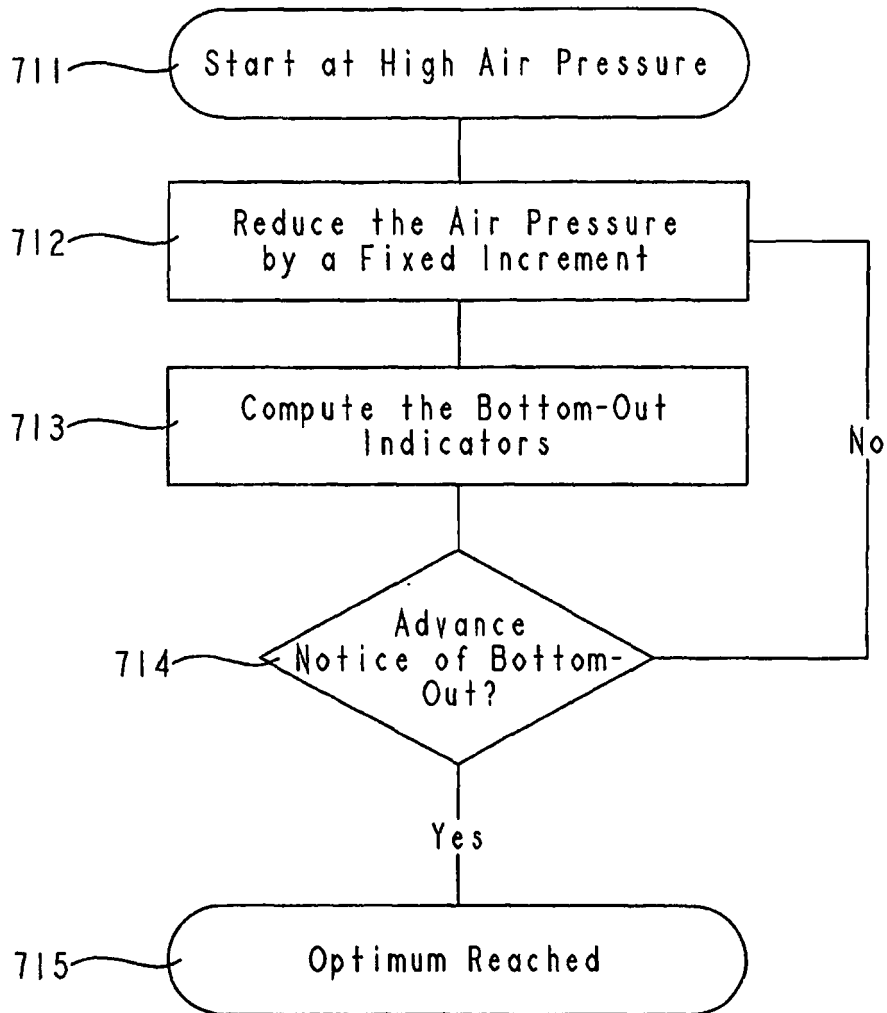 711
Start at High Air Pressure
712
Reduce the Air Pressure
by a Fixed Increment
713
Compute the Bottom-Out
Indicators
No
714
Advance
Notice of Bottom-
Out?
Yes
715
Optimum Reached